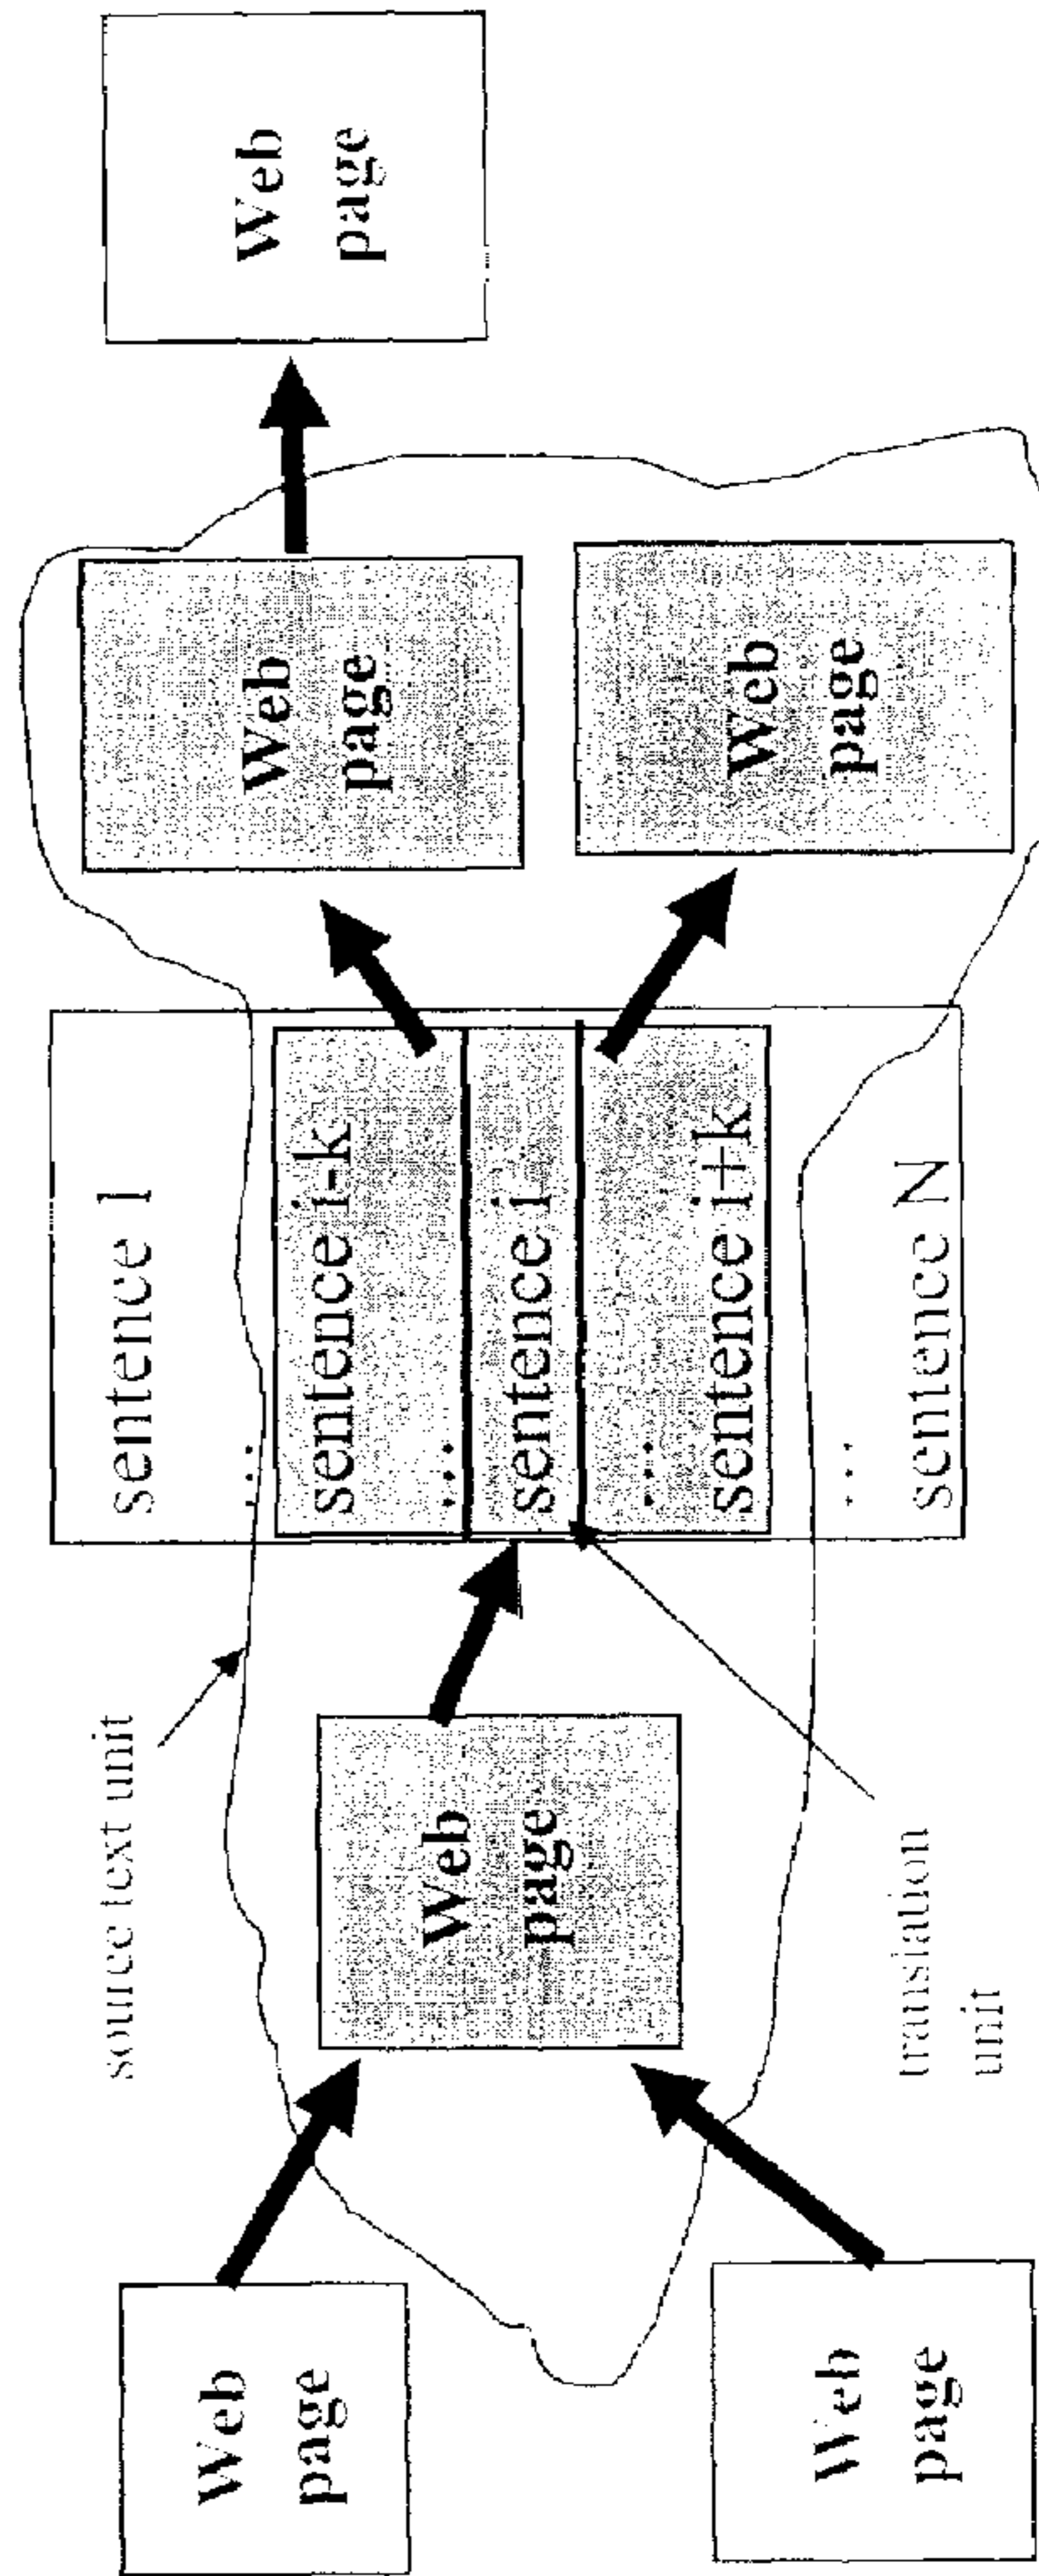 Web
page
Web
page
source text unit
Web
page
translation
unit
sentence 1
...
sentence i-k
...
sentence i
...
sentence i+k
...
sentence N
Web
page
Web
page
Web
page